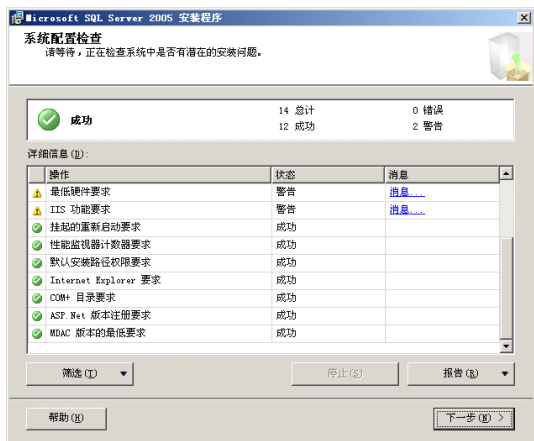 Microsoft SQL Server 2005 安装程序
系统配置检查
请等待，正在检查系统中是否有潜在的安装问题。
成功
14 总计
0 错误
12 成功
2 警告
详细信息(D):
操作 状态 消息
最低硬件要求 警告 消息...
IIS 功能要求 警告 消息...
挂起的重新启动要求 成功
性能监视器计数器要求 成功
默认安装路径权限要求 成功
Internet Explorer 要求 成功
COM+ 目录要求 成功
ASP.Net 版本注册要求 成功
MDAC 版本的最低要求 成功
筛选(T)
停止(S)
报告(R)
帮助(H)
下一步(N) >